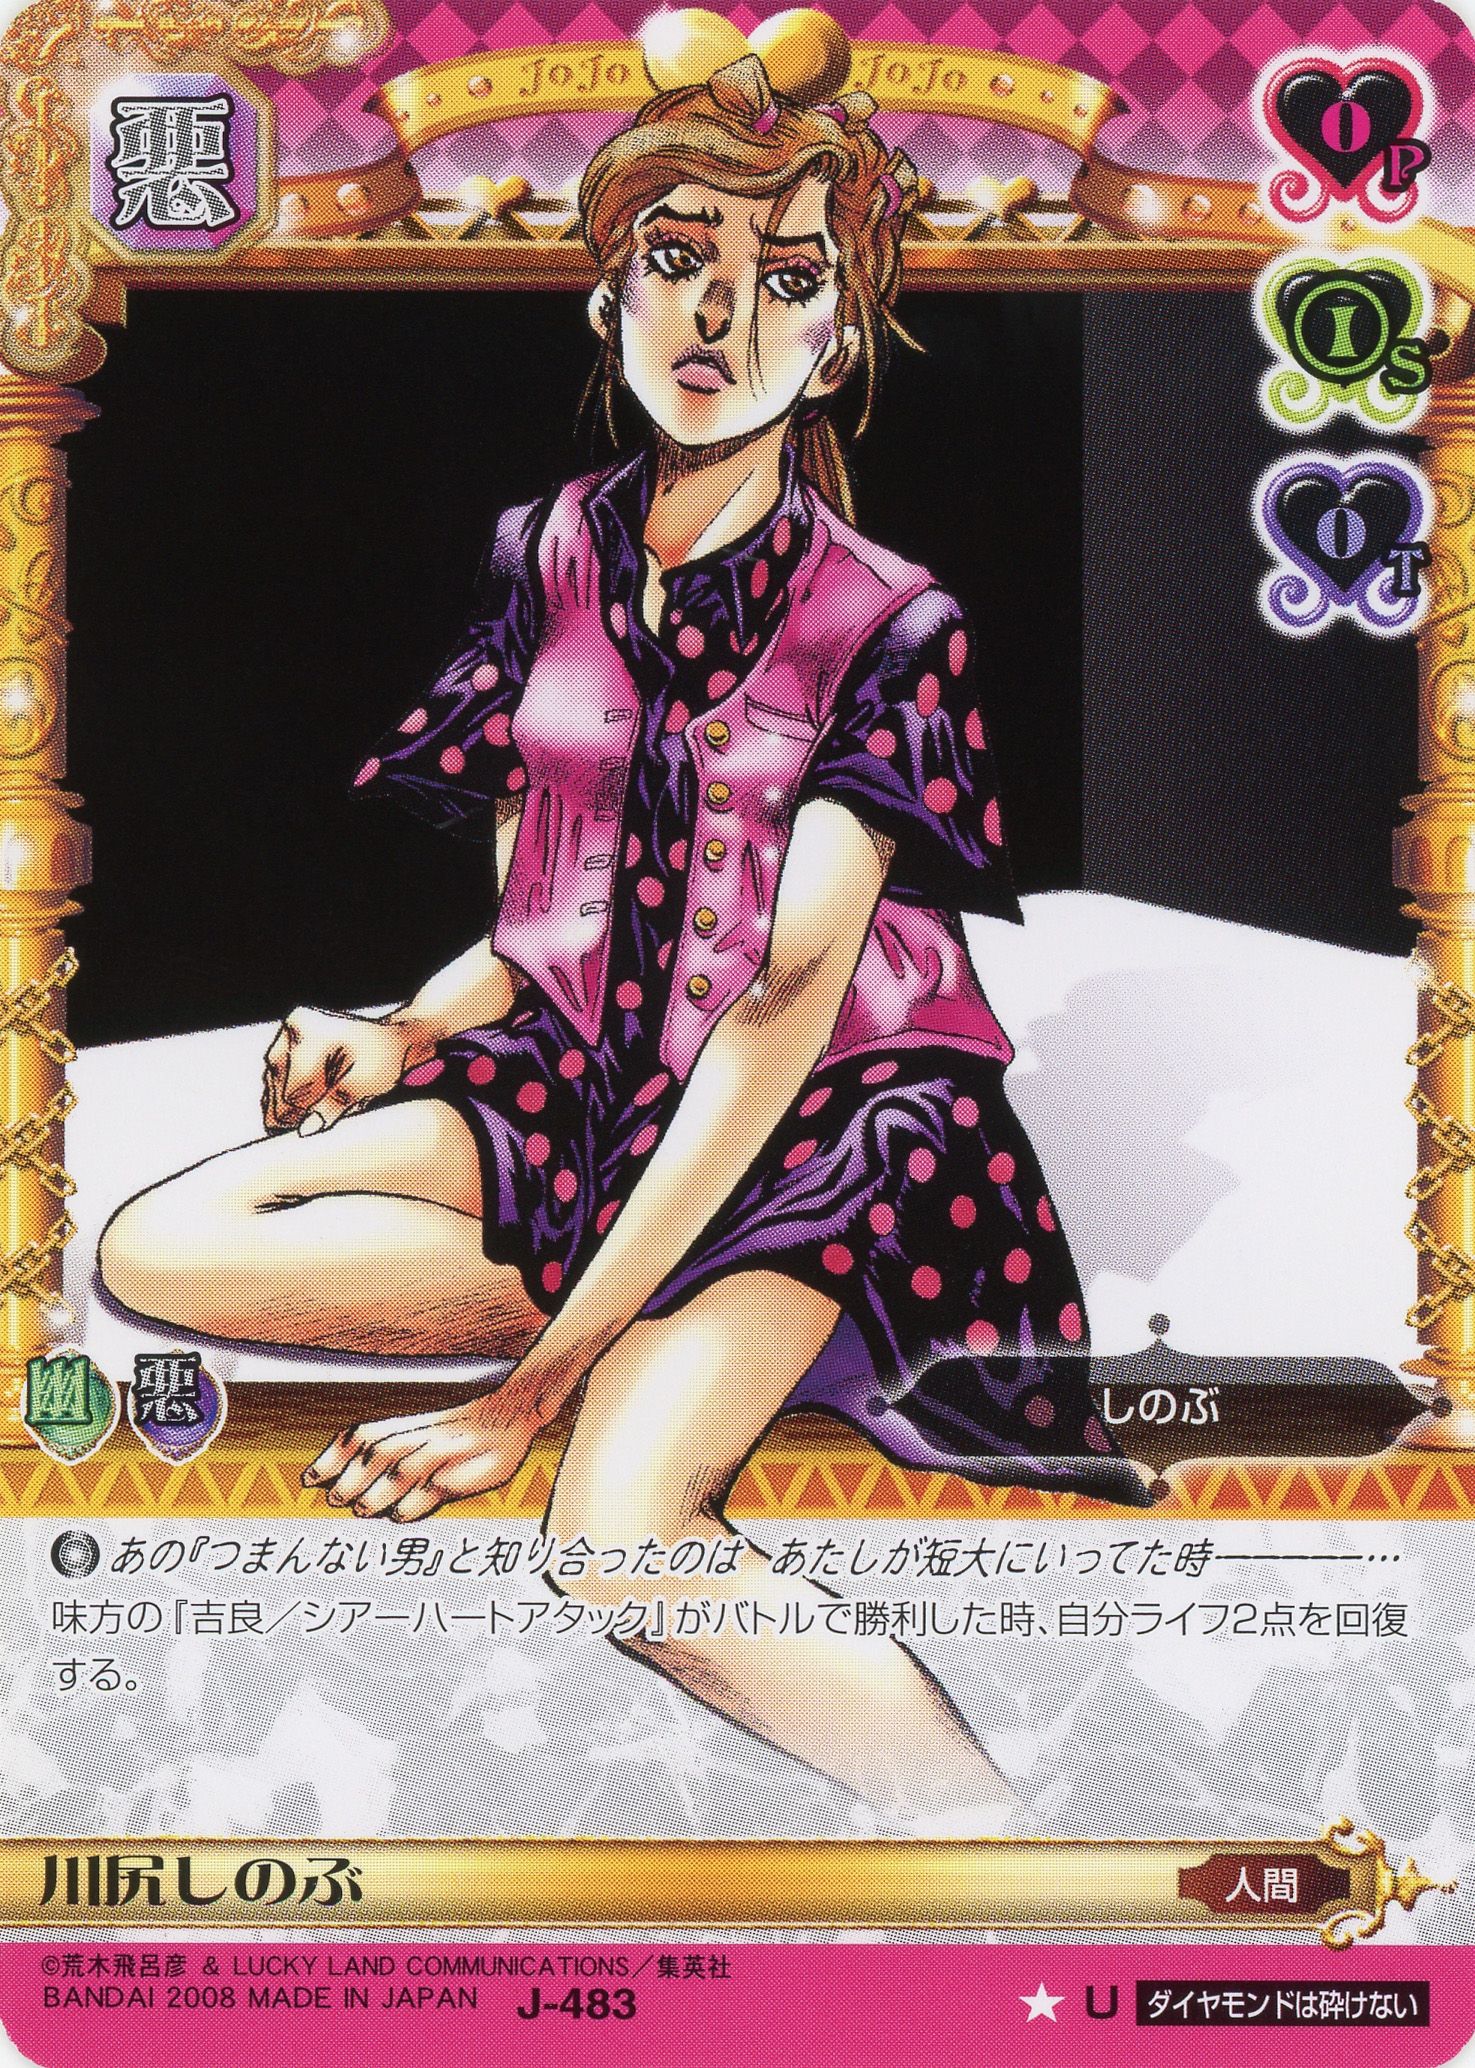 JoJo JoJo
悪
0 P
1 S
0 T
幽 悪
しのぶ
あの『つまんない男』と知り合ったのは あたしが短大にいってた時――――…
味方の『吉良／シアーハートアタック』がバトルで勝利した時、自分ライフ2点を回復
する。
川尻しのぶ
人間
©荒木飛呂彦 & LUCKY LAND COMMUNICATIONS／集英社
BANDAI 2008 MADE IN JAPAN J-483
★ U ダイヤモンドは砕けない